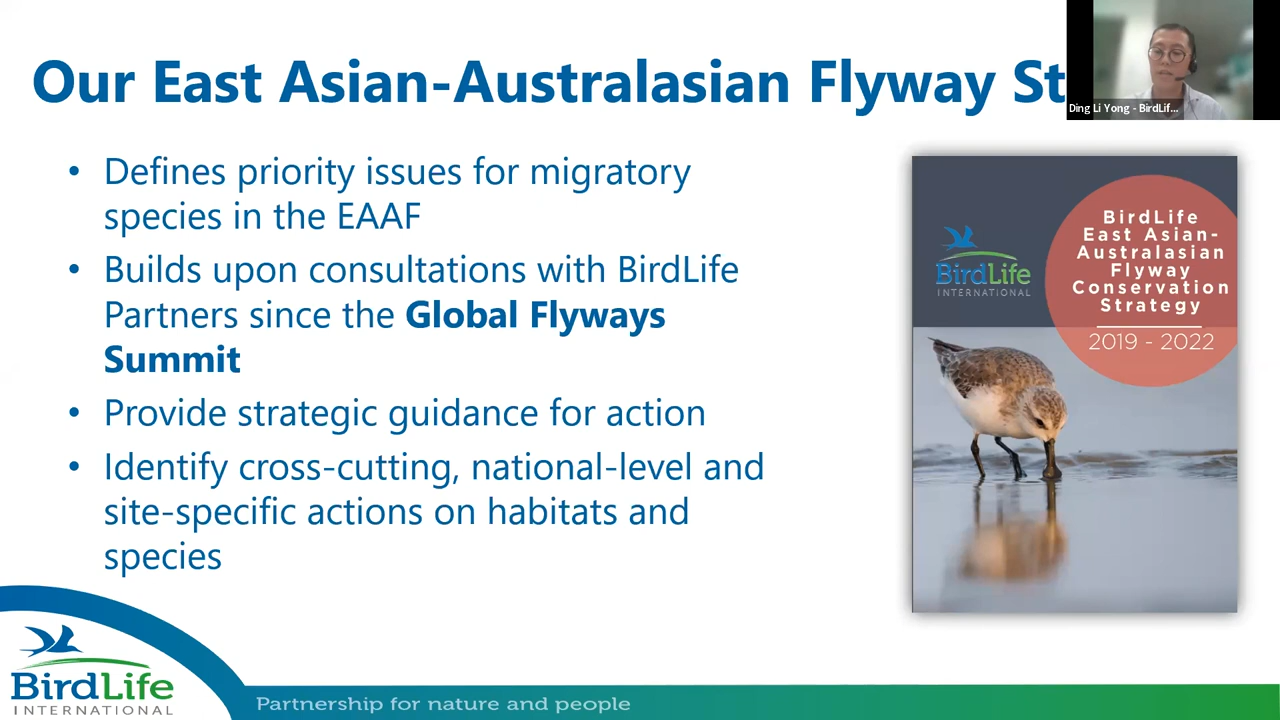 Our East Asian-Australasian Flyway St
Ding Li Yong - BirdLif...
• Defines priority issues for migratory
species in the EAAF
• Builds upon consultations with BirdLife
Partners since the Global Flyways
Summit
• Provide strategic guidance for action
• Identify cross-cutting, national-level and
site-specific actions on habitats and
species
BirdLife
East Asian-
Australasian
Flyway
Conservation
Strategy
2019 - 2022
BirdLife
INTERNATIONAL
BirdLife
INTERNATIONAL
Partnership for nature and people